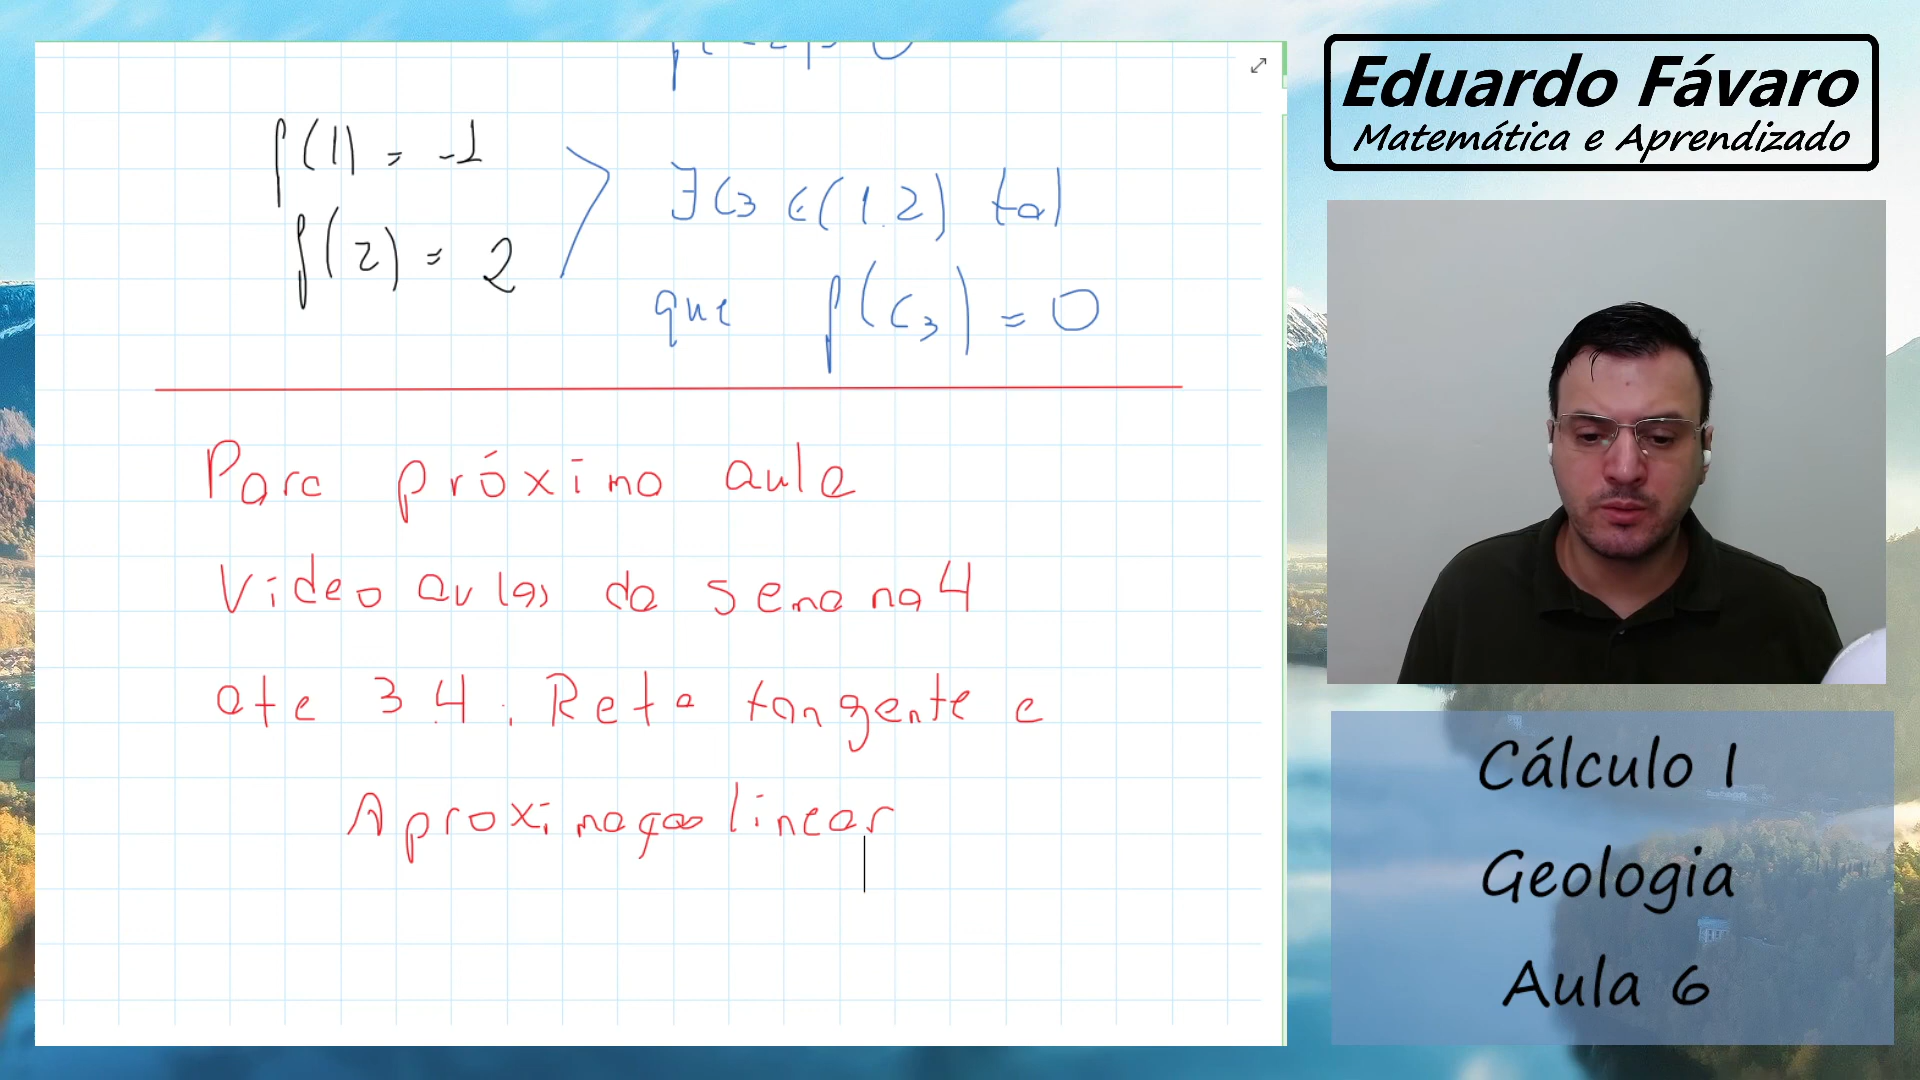 f(1) = -1
f(2) = 2
∃ C3 ∈ (1.2) tal
que f(C3) = 0
Para próxima aula
Video aulas da semana 4
ate 3.4. Reta tangente e
Aproximação linear
Eduardo Fávaro
Matemática e Aprendizado
Cálculo I
Geologia
Aula 6